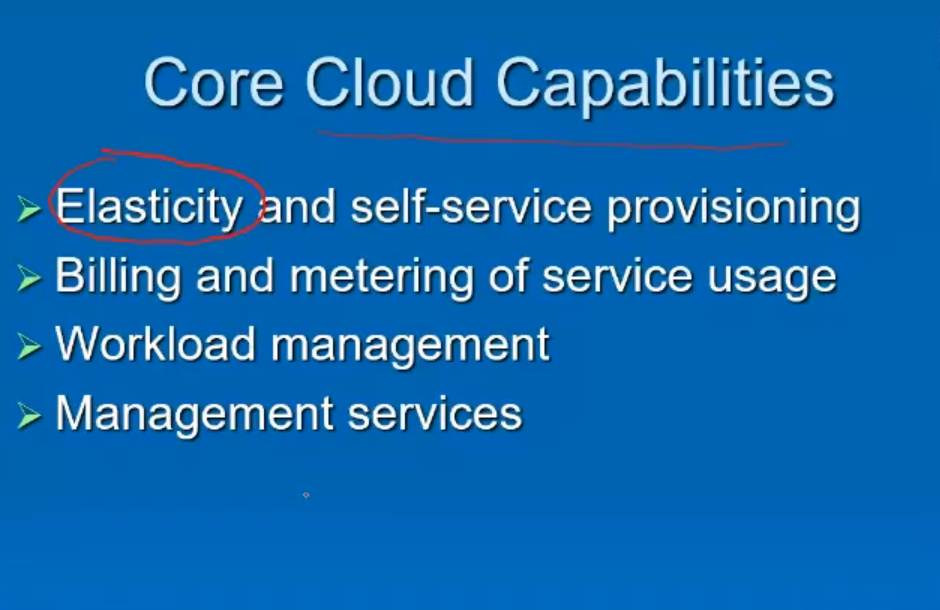 Core Cloud Capabilities
Elasticity and self-service provisioning
Billing and metering of service usage
Workload management
Management services